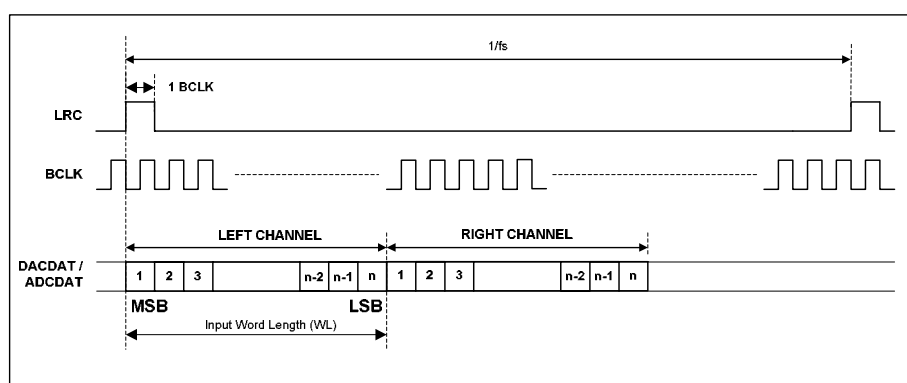 1/fs
1 BCLK
LRC
BCLK
LEFT CHANNEL
RIGHT CHANNEL
DACDAT /
ADCDAT
1 2 3 n-2 n-1 n 1 2 3 n-2 n-1 n
MSB LSB
Input Word Length (WL)